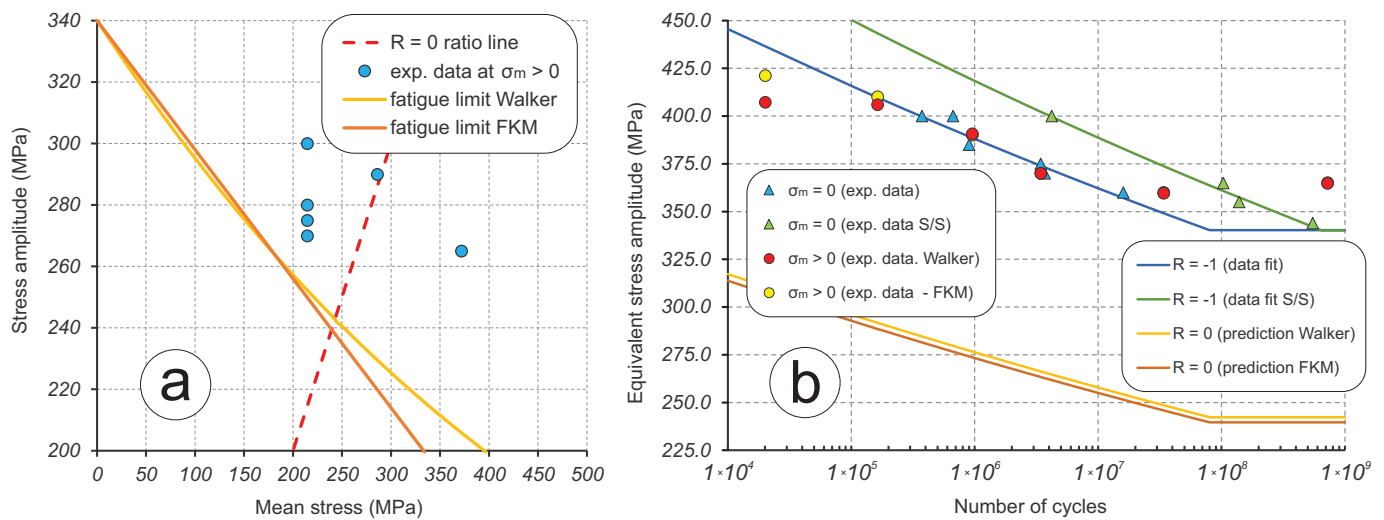 340
320
300
280
260
240
220
200
0
50
100
150
200
250
300
350
400
450
500
Stress amplitude (MPa)
Mean stress (MPa)
R = 0 ratio line
exp. data at σm > 0
fatigue limit Walker
fatigue limit FKM
a
450.0
425.0
400.0
375.0
350.0
325.0
300.0
275.0
250.0
225.0
1×10⁴
1×10⁵
1×10⁶
1×10⁷
1×10⁸
1×10⁹
Equivalent stress amplitude (MPa)
Number of cycles
σm = 0 (exp. data)
σm = 0 (exp. data S/S)
σm > 0 (exp. data. Walker)
σm > 0 (exp. data - FKM)
R = -1 (data fit)
R = -1 (data fit S/S)
R = 0 (prediction Walker)
R = 0 (prediction FKM)
b